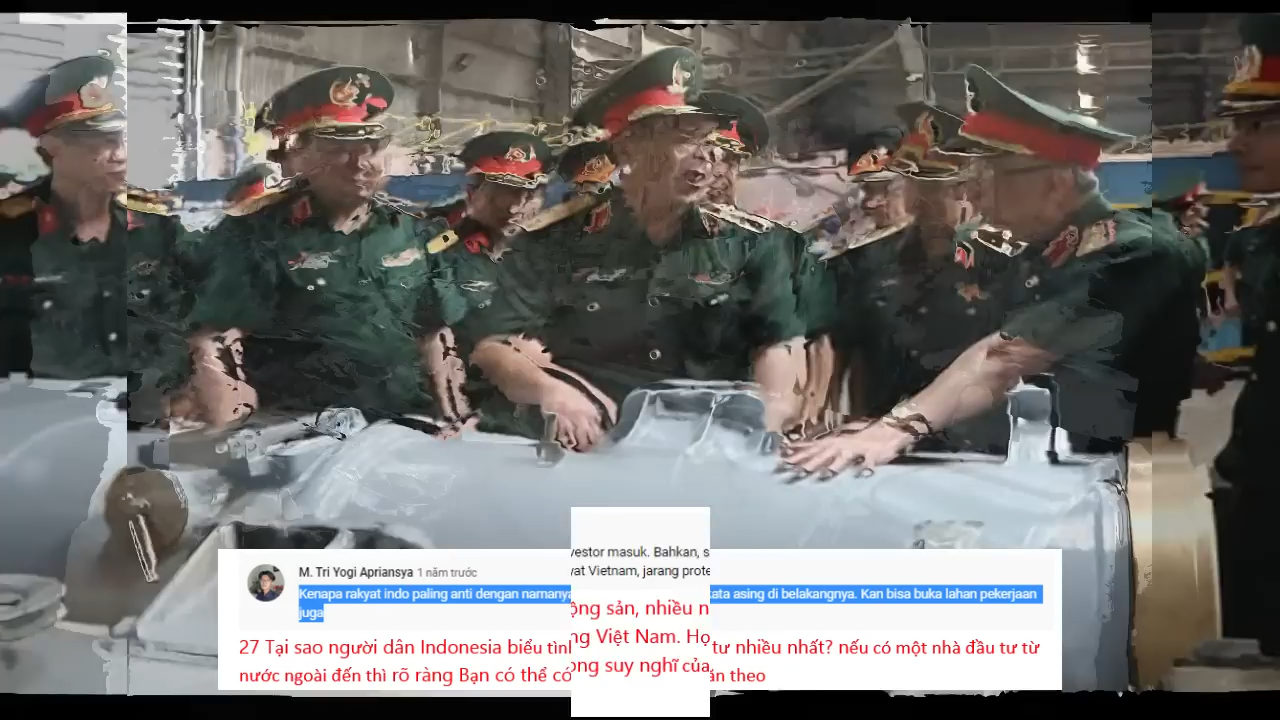 vestor masuk. Bahkan, s
yat Vietnam, jarang prote
M. Tri Yogi Apriansya 1 năm trước
Kenapa rakyat indo paling anti dengan namanya kata asing di belakangnya. Kan bisa buka lahan pekerjaan
juga
ộng sản, nhiều n
ng Việt Nam. Họ
ong suy nghĩ của
27 Tại sao người dân Indonesia biểu tình tư nhiều nhất? nếu có một nhà đầu tư từ
nước ngoài đến thì rõ ràng Bạn có thể có án theo